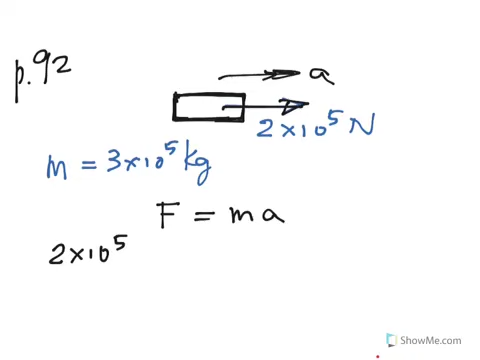 p.92
a
2×10⁵ N
m = 3×10⁵ kg
F = ma
2×10⁵
ShowMe.com